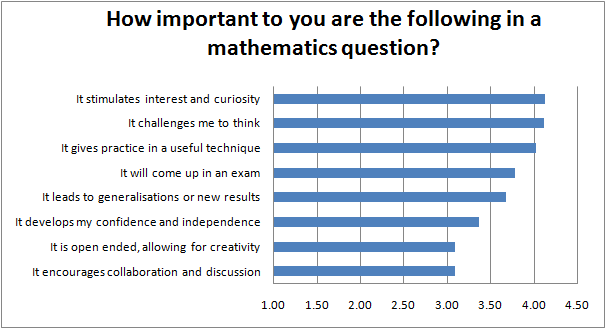 How important to you are the following in a
mathematics question?
It stimulates interest and curiosity
It challenges me to think
It gives practice in a useful technique
It will come up in an exam
It leads to generalisations or new results
It develops my confidence and independence
It is open ended, allowing for creativity
It encourages collaboration and discussion
1.00 1.50 2.00 2.50 3.00 3.50 4.00 4.50